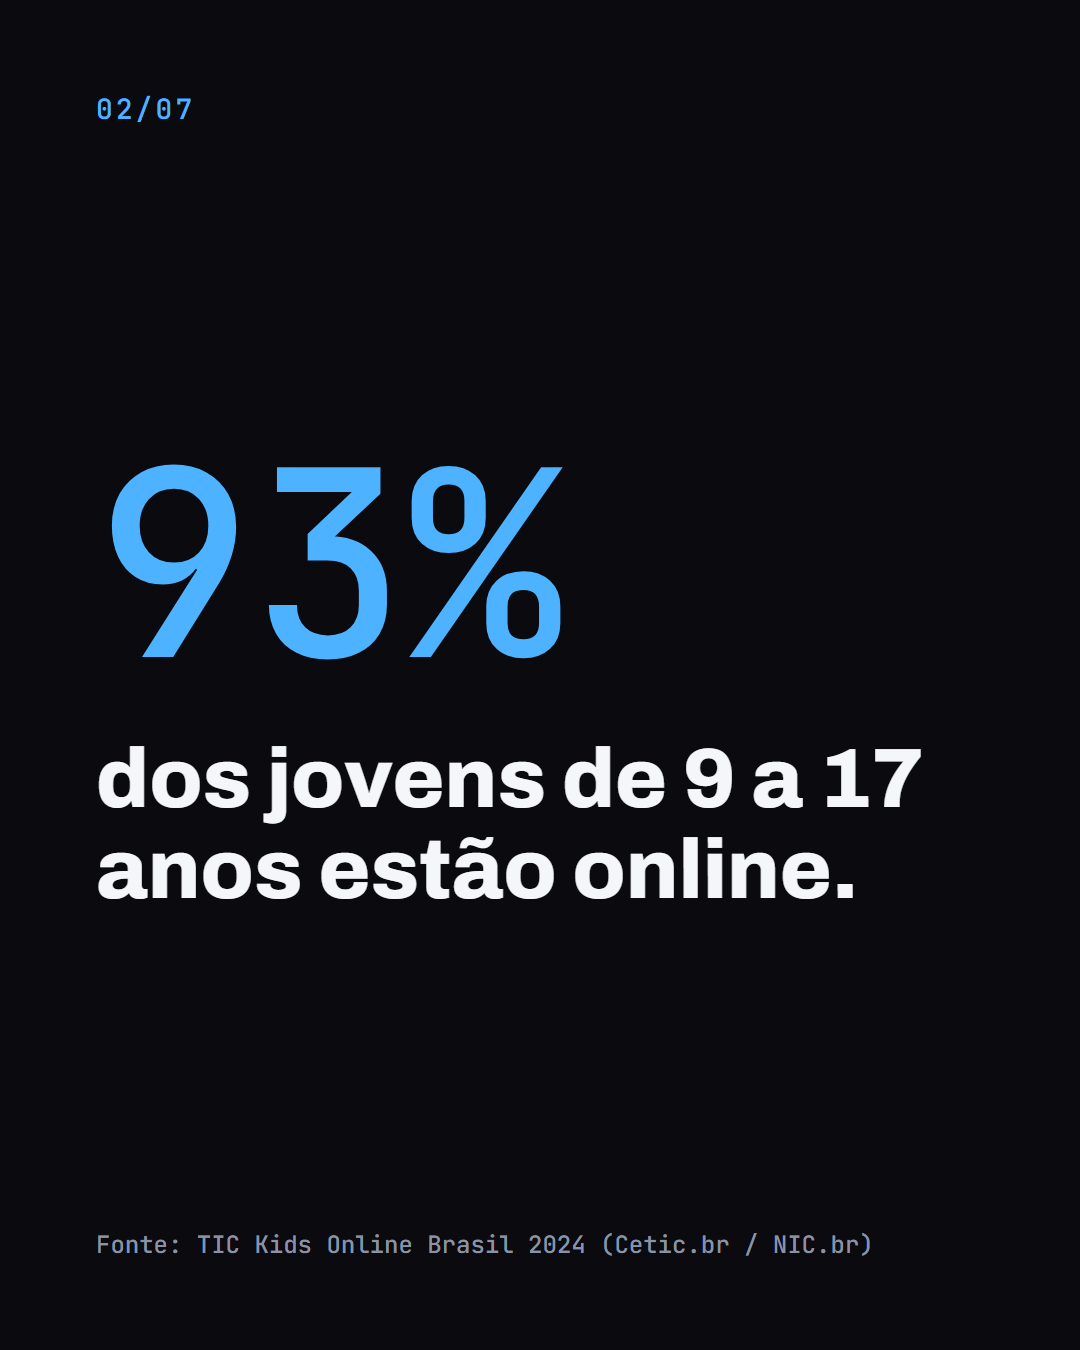 02/07
93%
dos jovens de 9 a 17
anos estão online.
Fonte: TIC Kids Online Brasil 2024 (Cetic.br / NIC.br)